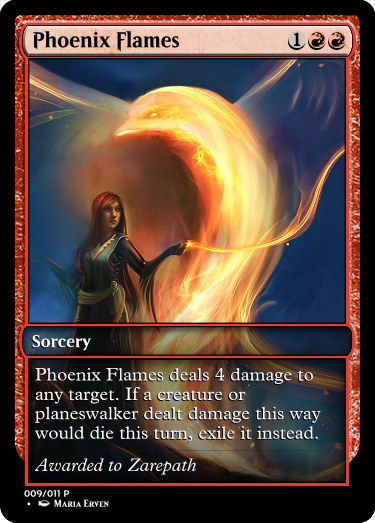 Phoenix Flames 1
Sorcery
Phoenix Flames deals 4 damage to
any target. If a creature or
planeswalker dealt damage this way
would die this turn, exile it instead.
Awarded to Zarepath
009/011 P
• Maria Erven